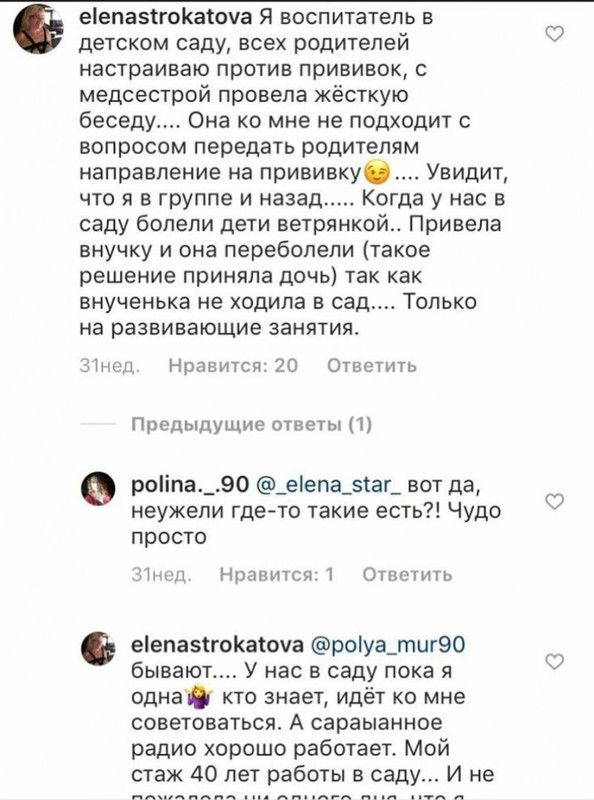 elenastrokatova Я воспитатель в
детском саду, всех родителей
настраиваю против прививок, с
медсестрой провела жёсткую
беседу.... Она ко мне не подходит с
вопросом передать родителям
направление на прививку😉.... Увидит,
что я в группе и назад..... Когда у нас в
саду болели дети ветрянкой.. Привела
внучку и она переболели (такое
решение приняла дочь) так как
внученька не ходила в сад.... Только
на развивающие занятия.
31нед. Нравится: 20 Ответить
Предыдущие ответы (1)
polina._.90 @_elena_star_ вот да,
неужели где-то такие есть?! Чудо
просто
31нед. Нравится: 1 Ответить
elenastrokatova @polya_mur90
бывают.... У нас в саду пока я
одна🤷‍♀️ кто знает, идёт ко мне
советоваться. А сараыанное
радио хорошо работает. Мой
стаж 40 лет работы в саду... И не
пожалела ни одного дня, что я